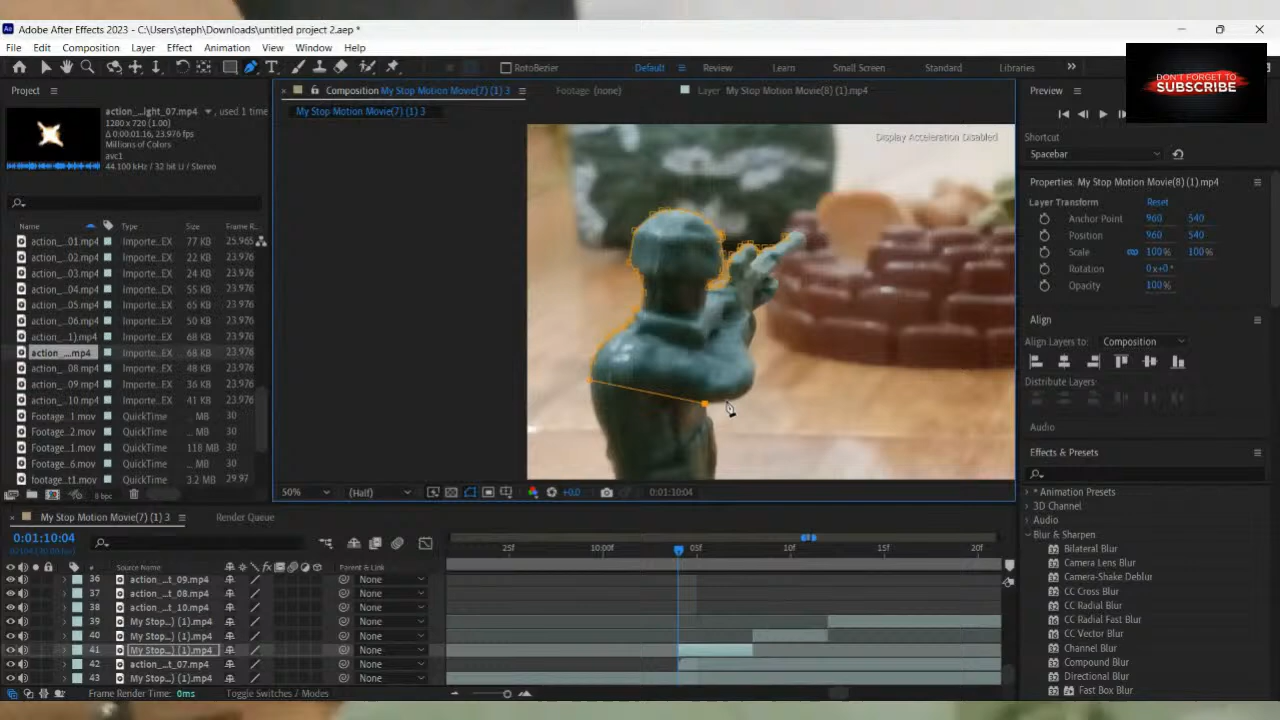 Adobe After Effects 2023 - C:\Users\steph\Downloads\untitled project 2.aep *
File Edit Composition Layer Effect Animation View Window Help
RotoBezier Default Review Learn Small Screen Standard Libraries
DON'T FORGET TO
SUBSCRIBE
Project
Composition My Stop Motion Movie(7) (1) 3
Footage (none)
Layer My Stop Motion Movie(8) (1).mp4
Preview
My Stop Motion Movie(7) (1) 3
action_...ight_07.mp4 , used 1 time
1280 x 720 (1.00)
Δ 0:00:01:16, 23.976 fps
Millions of Colors
avc1
44.100 kHz / 32 bit U / Stereo
Display Acceleration Disabled
Shortcut
Spacebar
Properties: My Stop Motion Movie(8) (1).mp4
Layer Transform Reset
Anchor Point 960 540
Position 960 540
Scale 100% 100%
Rotation 0x+0°
Opacity 100%
Align
Align Layers to: Composition
Distribute Layers:
Audio
Effects & Presets
* Animation Presets
3D Channel
Audio
Blur & Sharpen
Bilateral Blur
Camera Lens Blur
Camera-Shake Deblur
CC Cross Blur
CC Radial Blur
CC Radial Fast Blur
CC Vector Blur
Channel Blur
Compound Blur
Directional Blur
Fast Box Blur
Name # Type Size Frame R...
action_...01.mp4 Importe...EX 77 KB 25.965
action_...02.mp4 Importe...EX 22 KB 23.976
action_...03.mp4 Importe...EX 24 KB 23.976
action_...04.mp4 Importe...EX 55 KB 23.976
action_...05.mp4 Importe...EX 65 KB 23.976
action_...06.mp4 Importe...EX 50 KB 23.976
action_...1).mp4 Importe...EX 68 KB 23.976
action_...mp4 Importe...EX 68 KB 23.976
action_...08.mp4 Importe...EX 48 KB 23.976
action_...09.mp4 Importe...EX 36 KB 23.976
action_...10.mp4 Importe...EX 41 KB 23.976
Footage...1.mov QuickTime ... MB 30
Footage...2.mov QuickTime ... MB 30
Footage...1.mov QuickTime 118 MB 30
Footage...6.mov QuickTime ... MB 30
footage...t1.mov QuickTime 3.2 MB 29.97
8 bpc
50% (Half) +0.0 0:01:10:04
My Stop Motion Movie(7) (1) 3
Render Queue
0:01:10:04
25f 10:00f 05f 10f 15f 20f
# Source Name Parent & Link
36 action_...t_09.mp4 None
37 action_...t_08.mp4 None
38 action_...t_10.mp4 None
39 My Stop...) (1).mp4 None
40 My Stop...) (1).mp4 None
41 My Stop...) (1).mp4 None
42 action_...t_07.mp4 None
43 My Stop...) (1).mp4 None
Frame Render Time: 0ms Toggle Switches / Modes